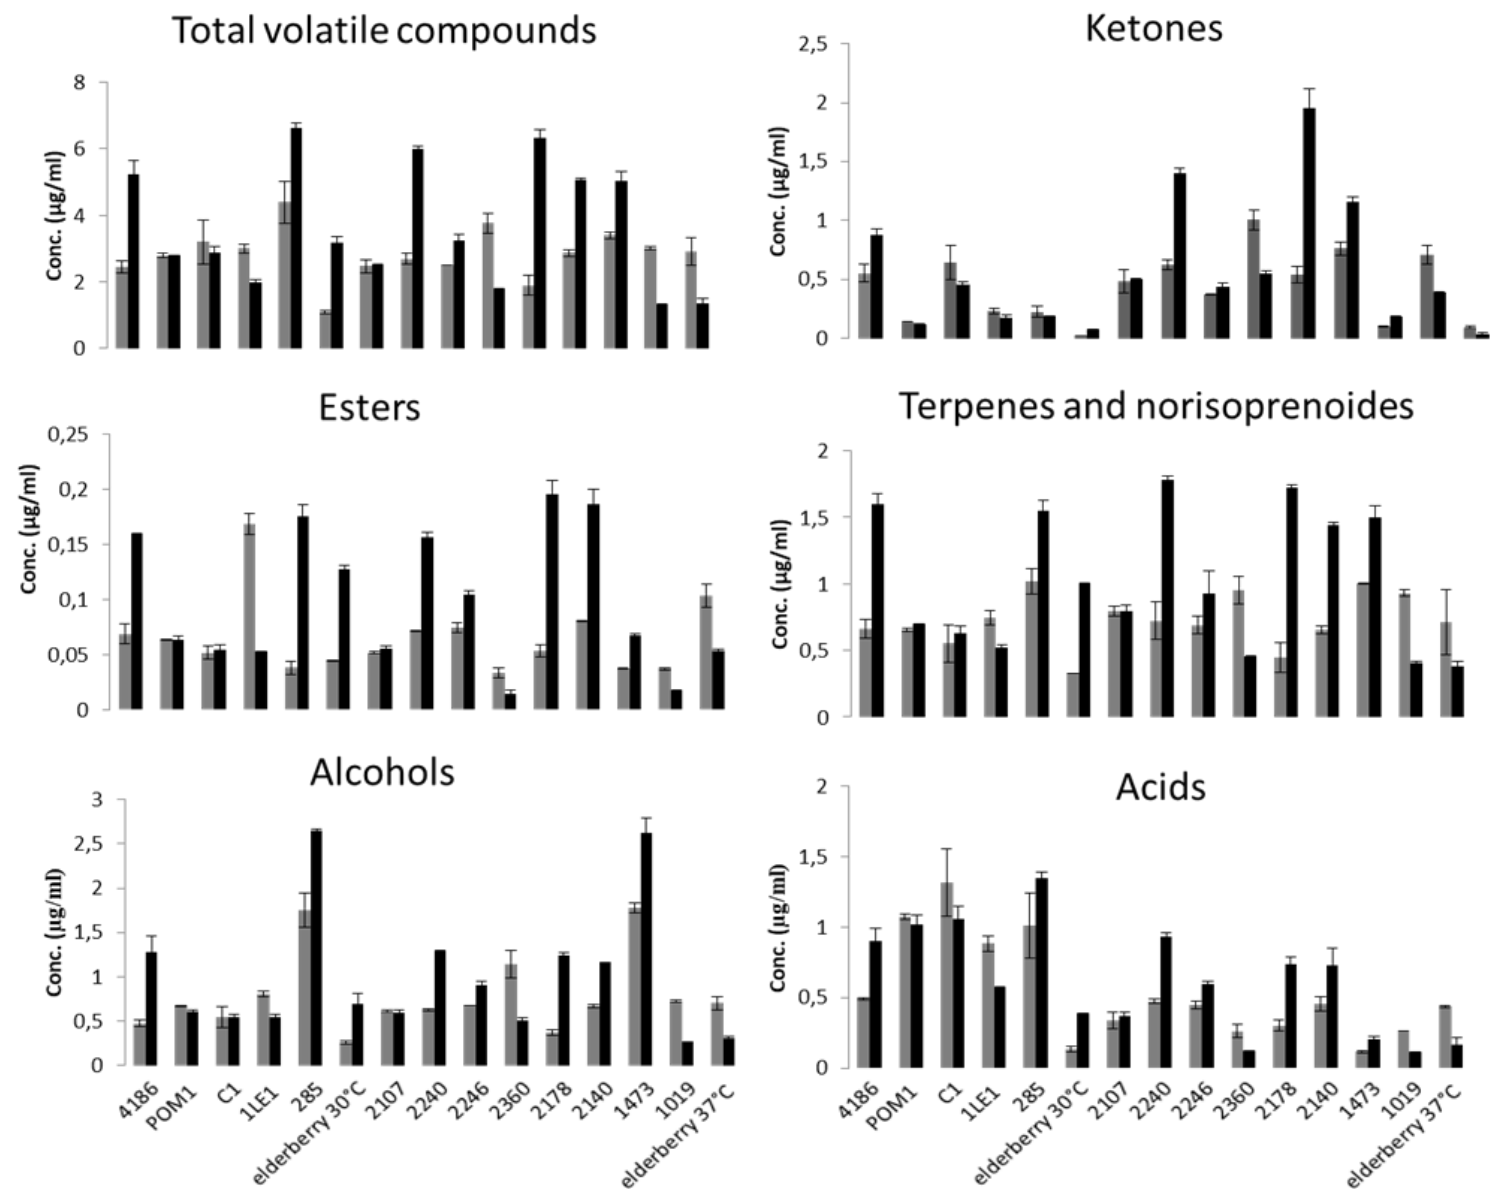 Total volatile compounds
Conc. (µg/ml)
8
6
4
2
0
Ketones
Conc. (µg/ml)
2,5
2
1,5
1
0,5
0
Esters
Conc. (µg/ml)
0,25
0,2
0,15
0,1
0,05
0
Terpenes and norisoprenoides
Conc. (µg/ml)
2
1,5
1
0,5
0
Alcohols
Conc. (µg/ml)
3
2,5
2
1,5
1
0,5
0
4186
POM1
C1
1LE1
285
elderberry 30°C
2107
2240
2246
2360
2178
2140
1473
1019
elderberry 37°C
Acids
Conc. (µg/ml)
2
1,5
1
0,5
0
4186
POM1
C1
1LE1
285
elderberry 30°C
2107
2240
2246
2360
2178
2140
1473
1019
elderberry 37°C